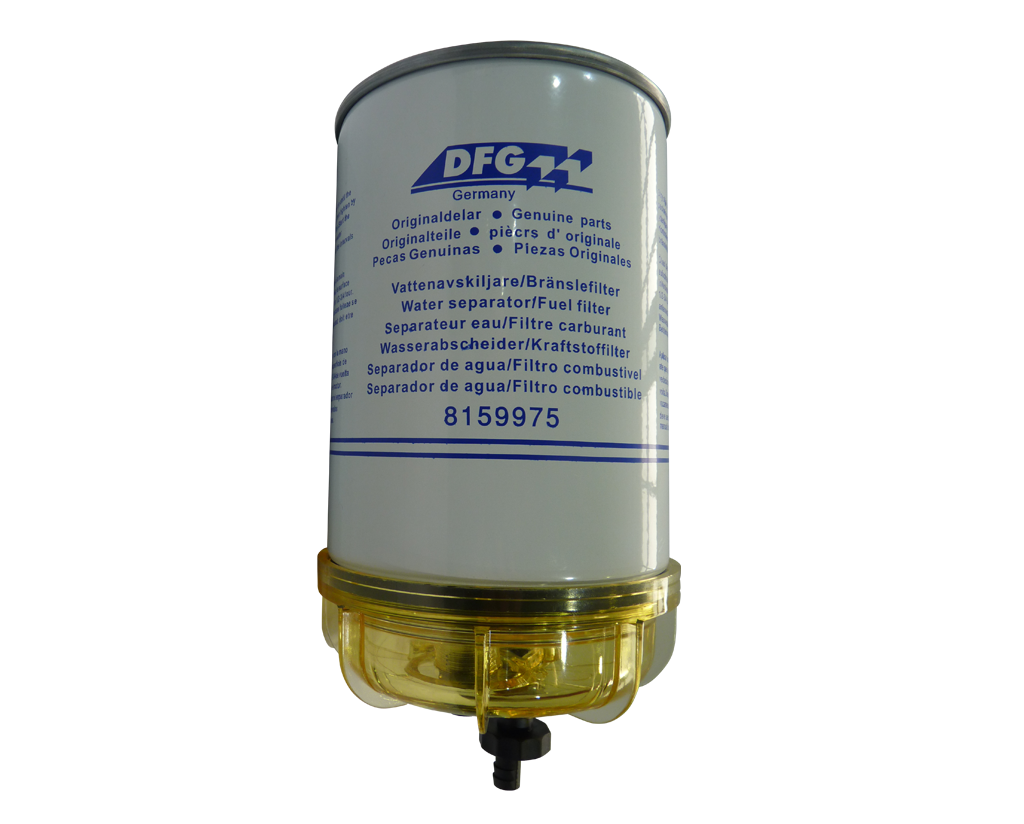 DFG
Germany
Originaldelar • Genuine parts
Originalteile • piècrs d' originale
Pecas Genuinas • Piezas Originales
Vattenavskiljare/Bränslefilter
Water separator/Fuel filter
Separateur eau/Filtre carburant
Wasserabscheider/Kraftstoffilter
Separador de agua/Filtro combustivel
Separador de agua/Filtro combustible
8159975